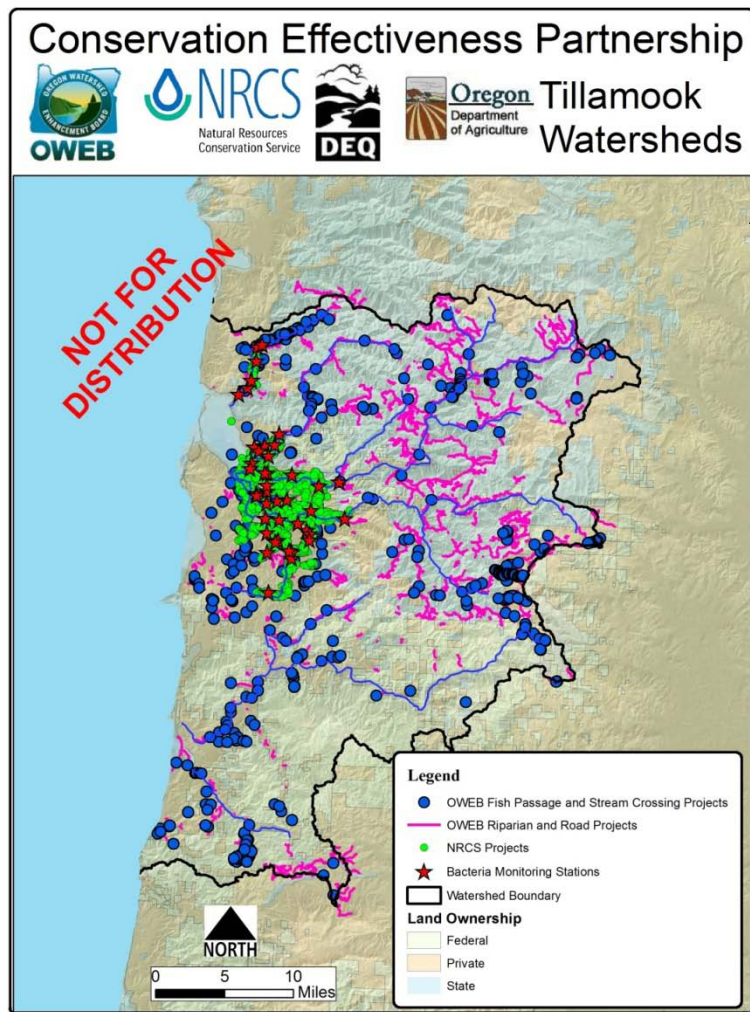 Conservation Effectiveness Partnership
OREGON WATERSHED
ENHANCEMENT BOARD
OWEB
NRCS
Natural Resources
Conservation Service
DEQ
Oregon
Department
of Agriculture
Tillamook
Watersheds
NOT FOR
DISTRIBUTION
Legend
OWEB Fish Passage and Stream Crossing Projects
OWEB Riparian and Road Projects
NRCS Projects
Bacteria Monitoring Stations
Watershed Boundary
Land Ownership
Federal
Private
State
NORTH
0 5 10
Miles